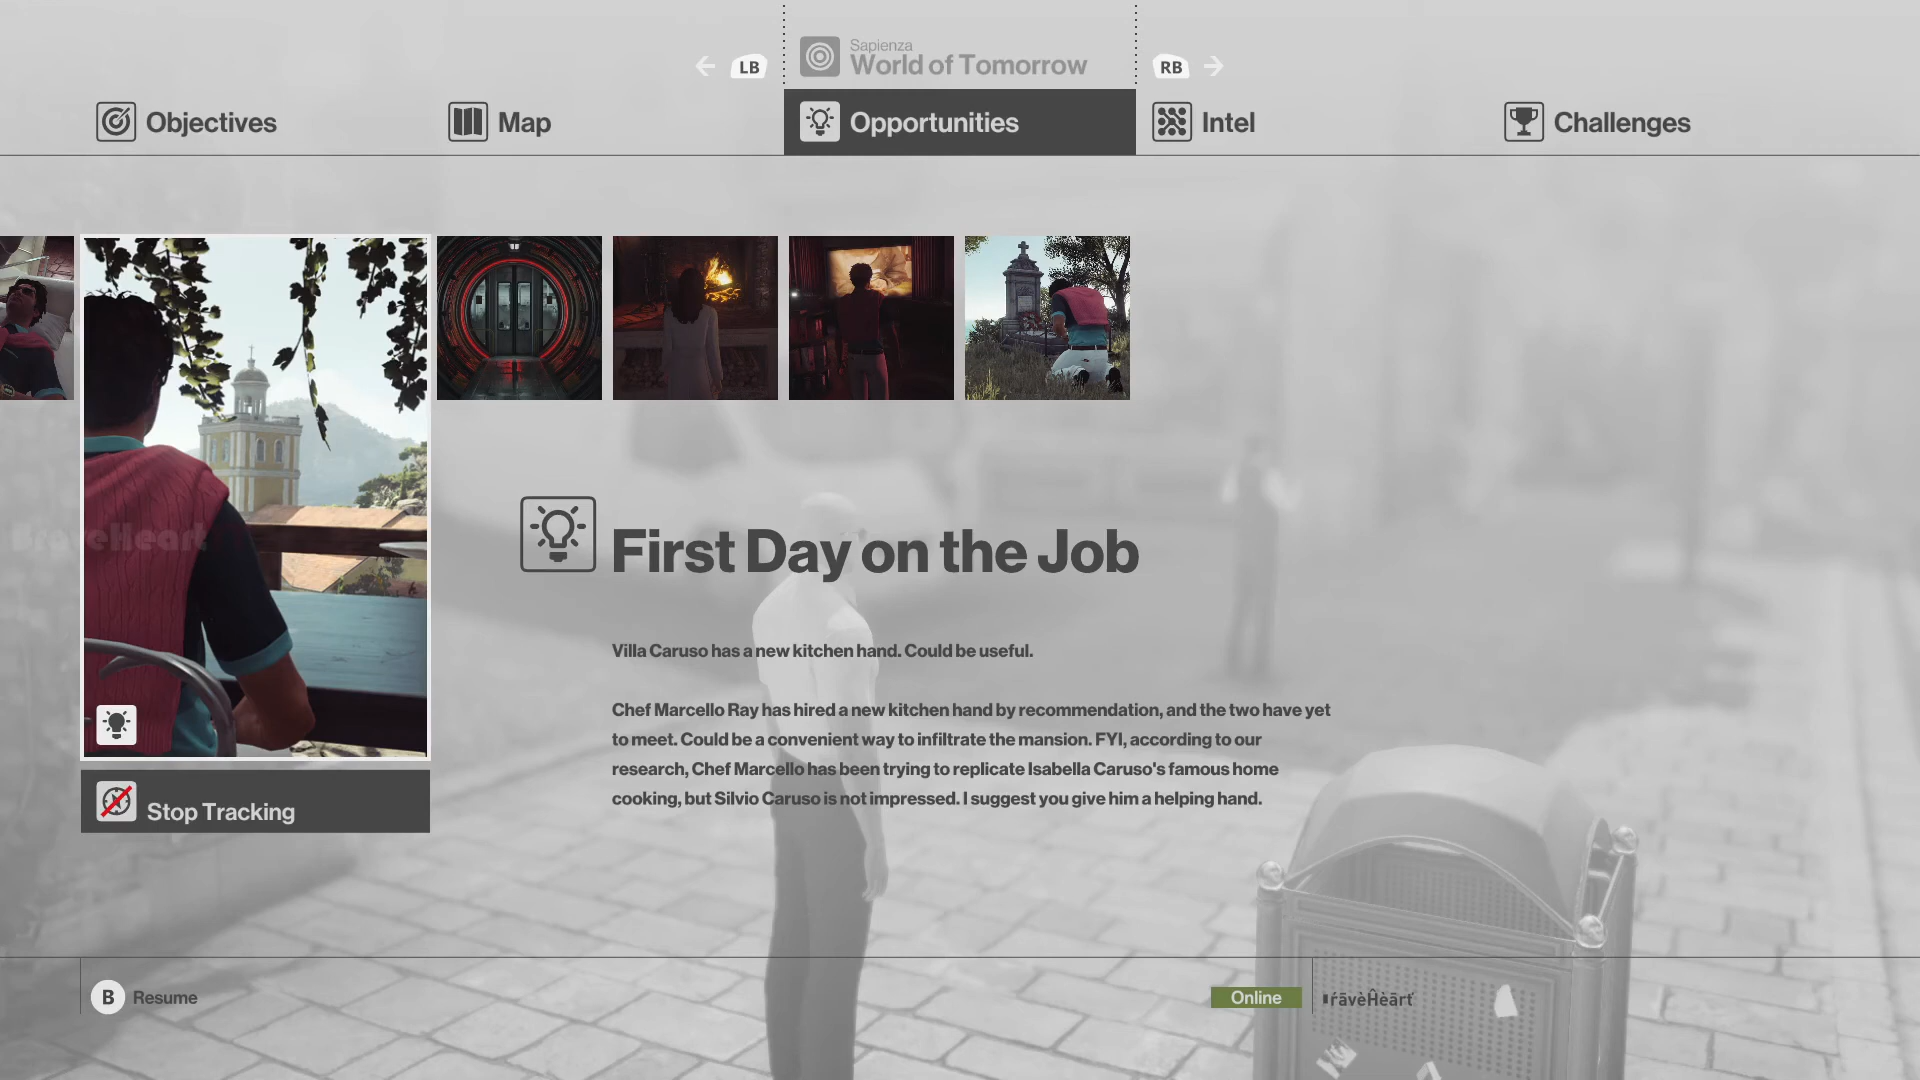 Sapienza
World of Tomorrow
LB
RB
Objectives
Map
Opportunities
Intel
Challenges
BraveHeart
First Day on the Job
Villa Caruso has a new kitchen hand. Could be useful.
Chef Marcello Ray has hired a new kitchen hand by recommendation, and the two have yet
to meet. Could be a convenient way to infiltrate the mansion. FYI, according to our
research, Chef Marcello has been trying to replicate Isabella Caruso's famous home
cooking, but Silvio Caruso is not impressed. I suggest you give him a helping hand.
Stop Tracking
B Resume
Online